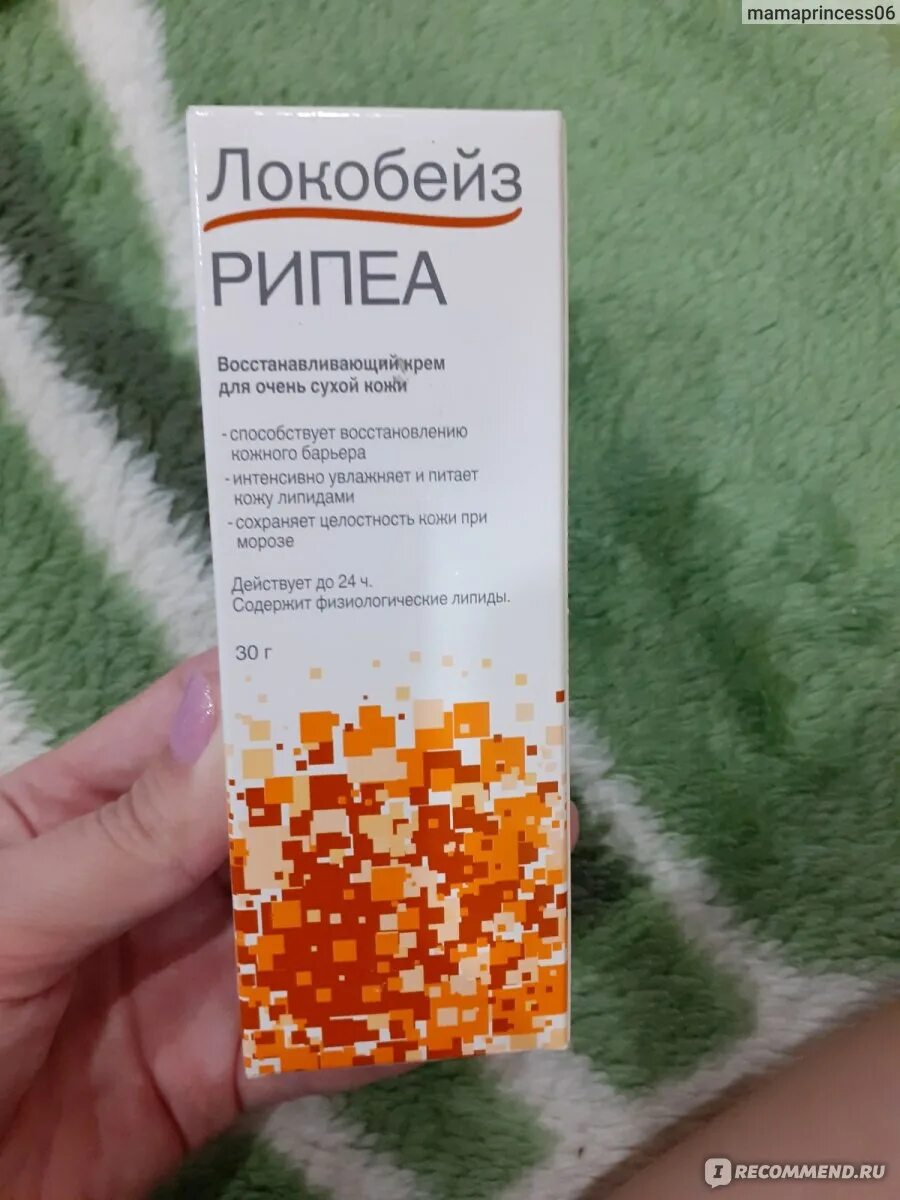 mamaprincess06
Локобейз
РИПЕА
Восстанавливающий крем
для очень сухой кожи
-способствует восстановлению
кожного барьера
-интенсивно увлажняет и питает
кожу липидами
-сохраняет целостность кожи при
морозе
Действует до 24 ч.
Содержит физиологические липиды.
30 г
I RECOMMEND.RU